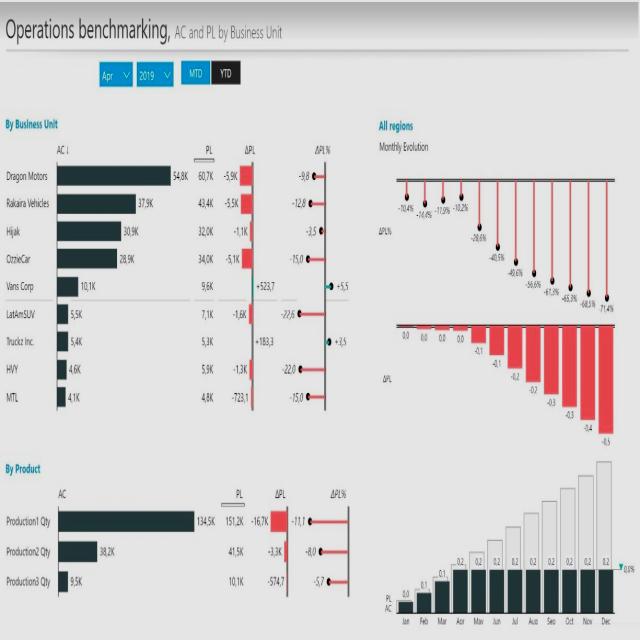 Operations benchmarking, AC and PL by Business Unit
Apr 2019 MTD YTD
By Business Unit
AC ↓ PL ΔPL ΔPL%
Dragon Motors 54,8K 60,7K -5,9K -9,8
Rakaira Vehicles 37,9K 43,4K -5,5K -12,8
Hijak 30,9K 32,0K -1,1K -3,5
OzzieCar 28,9K 34,0K -5,1K -15,0
Vans Corp 10,1K 9,6K +523,7 +5,5
LatAmSUV 5,5K 7,1K -1,6K -22,6
Truckz Inc. 5,4K 5,3K +183,3 +3,5
HVY 4,6K 5,9K -1,3K -22,0
MTL 4,1K 4,8K -723,1 -15,0
By Product
AC PL ΔPL ΔPL%
Production1 Qty 134,5K 151,2K -16,7K -11,1
Production2 Qty 38,2K 41,5K -3,3K -8,0
Production3 Qty 9,5K 10,1K -574,7 -5,7
All regions
Monthly Evolution
ΔPL%
-10,4% -14,4% -11,9% -10,2% -28,6% -40,5% -49,6% -56,6% -61,3% -65,3% -68,5% -71,4%
0,0 0,0 0,0 0,0 -0,1 -0,1 -0,2 -0,2 -0,3 -0,3 -0,4 -0,5
ΔPL
0,0 0,1 0,1 0,2 0,2 0,2 0,2 0,2 0,2 0,2 0,2 0,2
0,0%
PL
AC
Jan Feb Mar Apr May Jun Jul Aug Sep Oct Nov Dec